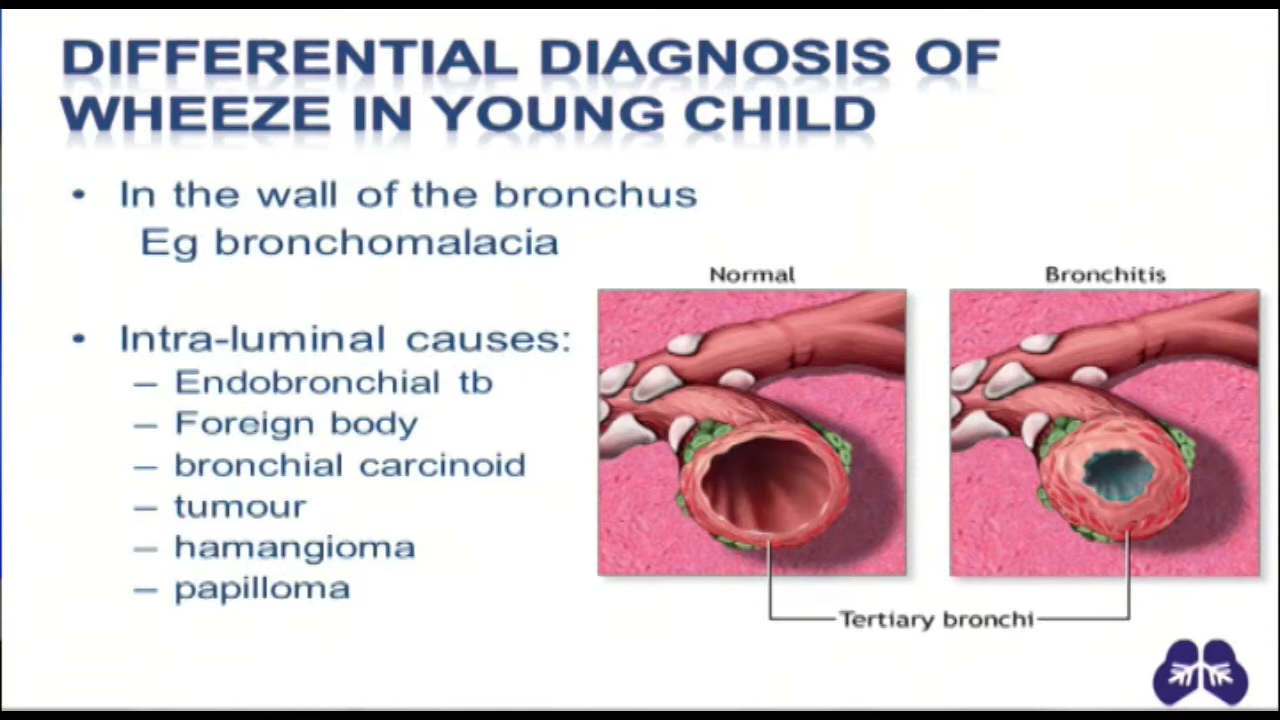 DIFFERENTIAL DIAGNOSIS OF
WHEEZE IN YOUNG CHILD
• In the wall of the bronchus
Eg bronchomalacia
• Intra-luminal causes:
– Endobronchial tb
– Foreign body
– bronchial carcinoid
– tumour
– hamangioma
– papilloma
Normal
Bronchitis
Tertiary bronchi